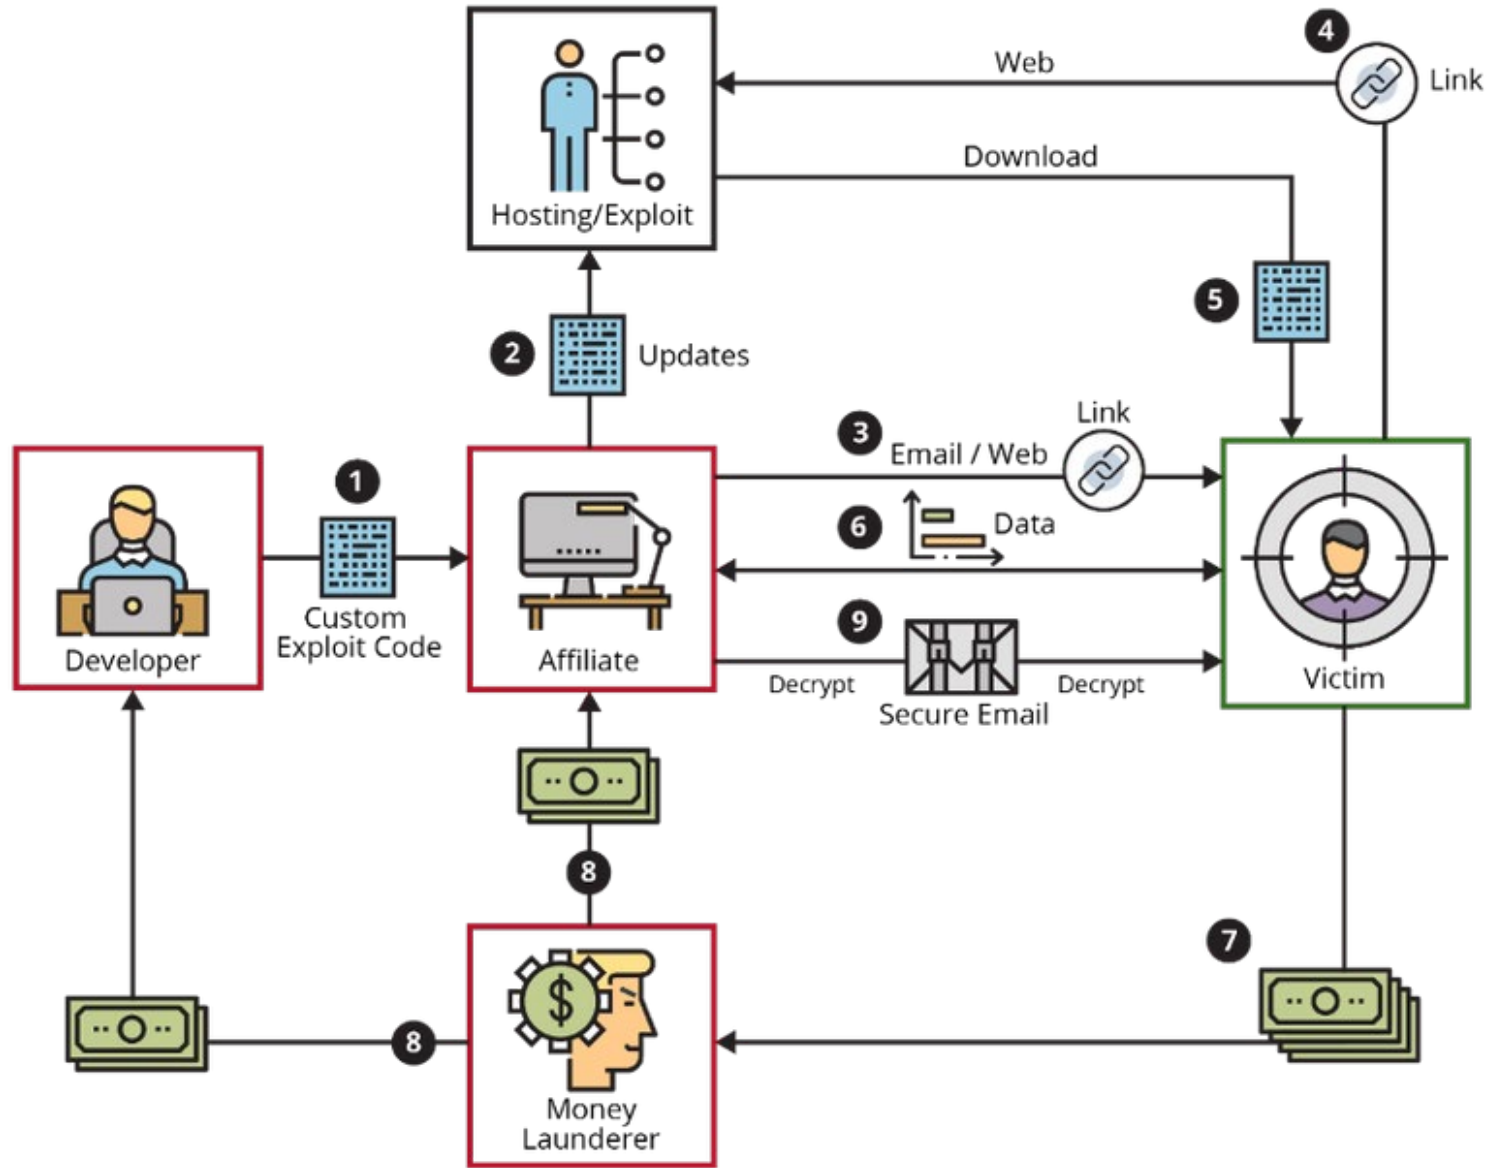 4
Web
Link
Download
Hosting/Exploit
5
2
Updates
Link
3
Email / Web
1
6
Data
Custom
Exploit Code
9
Developer
Affiliate
Decrypt
Decrypt
Secure Email
Victim
8
7
$
8
Money
Launderer